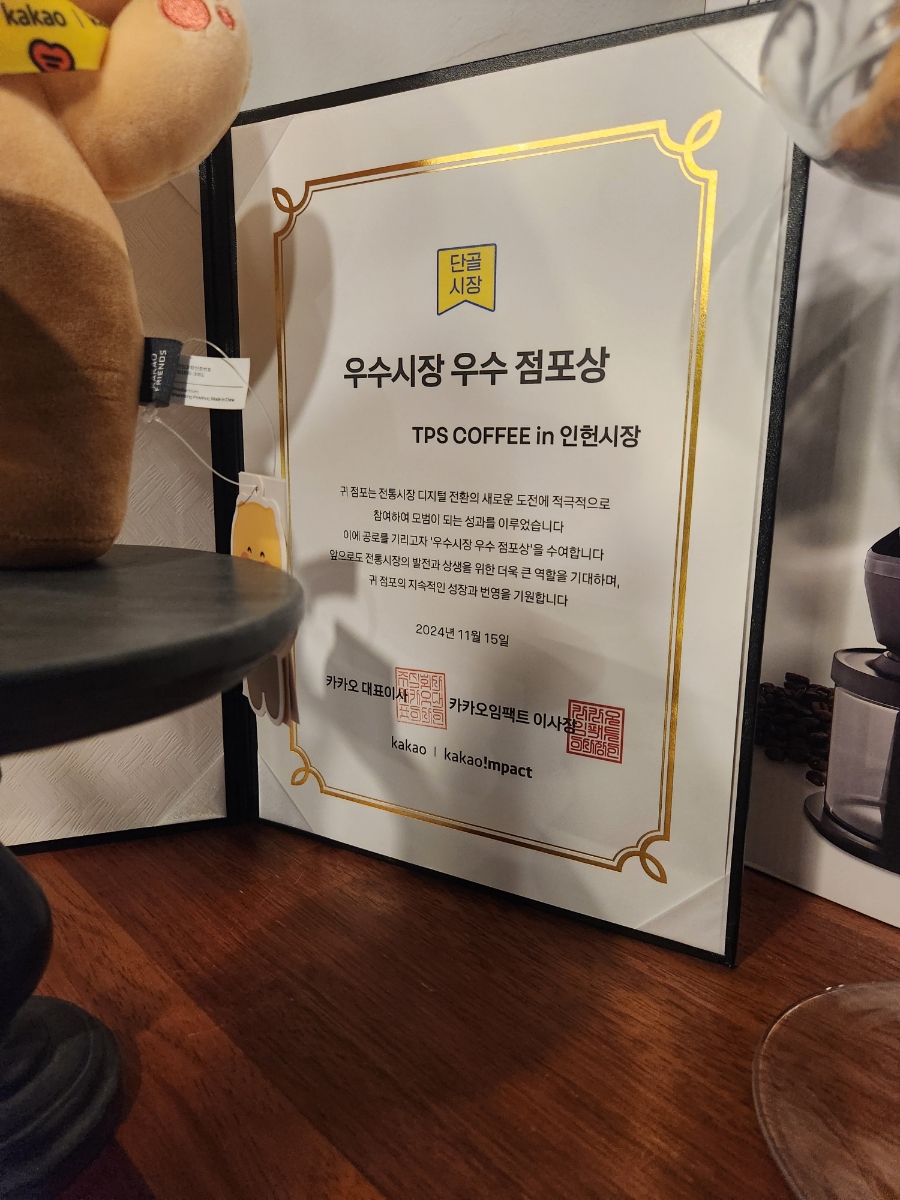 kakao
단골
시장
우수시장 우수 점포상
TPS COFFEE in 인헌시장
귀 점포는 전통시장 디지털 전환의 새로운 도전에 적극적으로
참여하여 모범이 되는 성과를 이루었습니다
이에 공로를 기리고자 '우수시장 우수 점포상'을 수여합니다
앞으로도 전통시장의 발전과 상생을 위한 더욱 큰 역할을 기대하며,
귀 점포의 지속적인 성장과 번영을 기원합니다
2024년 11월 15일
카카오 대표이사
카카오임팩트 이사장
kakao | kakao!mpact
KAKAO
FRIENDS